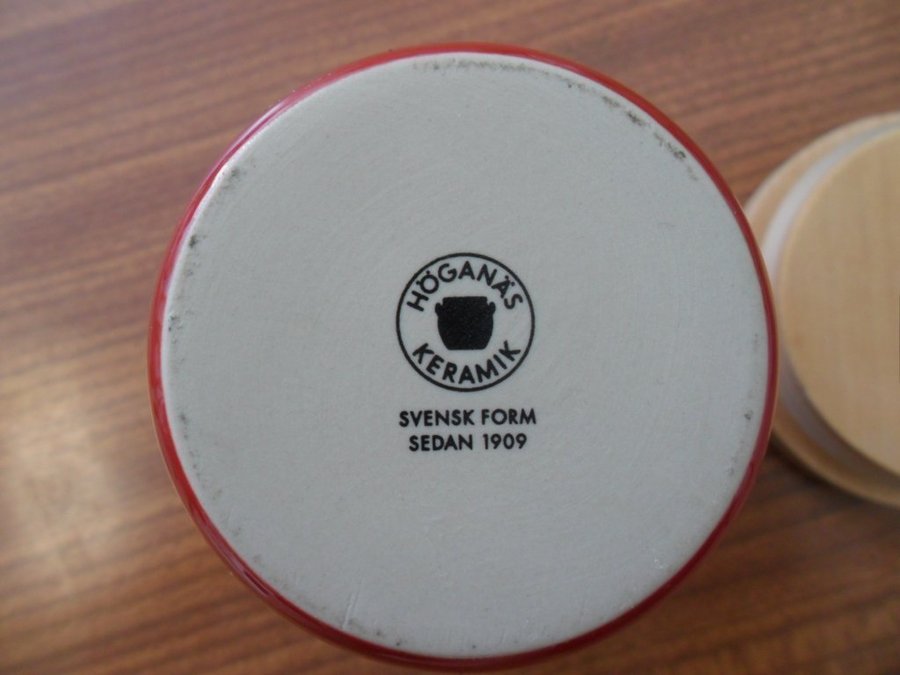 HÖGANÄS
KERAMIK
SVENSK FORM
SEDAN 1909